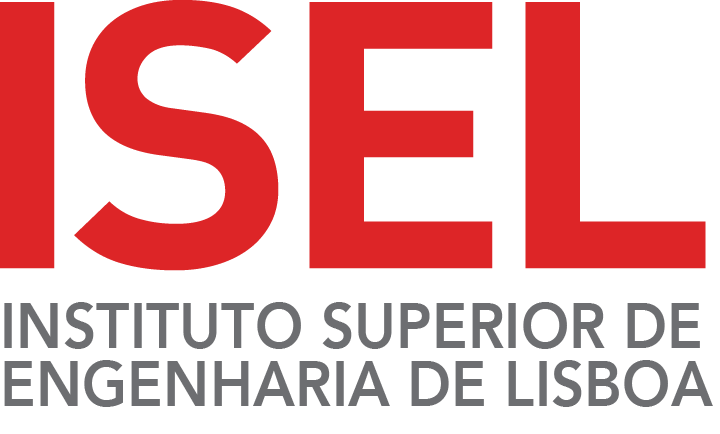 ISEL
INSTITUTO SUPERIOR DE
ENGENHARIA DE LISBOA